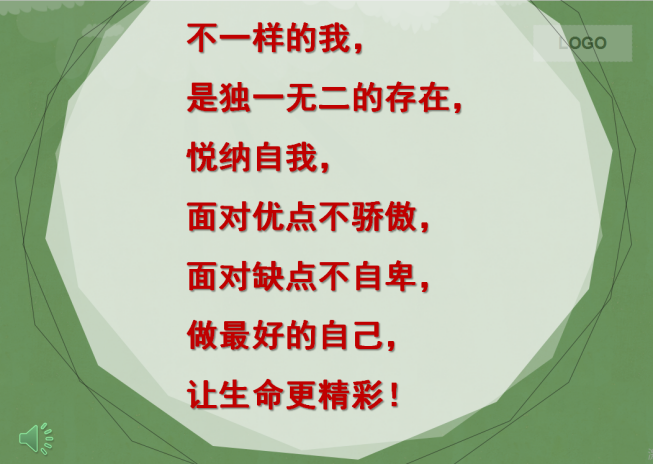 不一样的我，
LOGO
是独一无二的存在，
悦纳自我，
面对优点不骄傲，
面对缺点不自卑，
做最好的自己，
让生命更精彩！